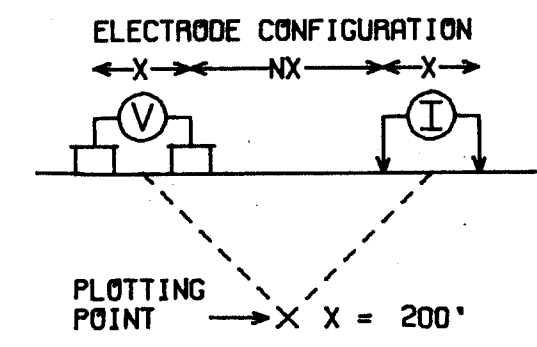 ELECTRODE CONFIGURATION
X NX X
V I
PLOTTING
POINT X X = 200'